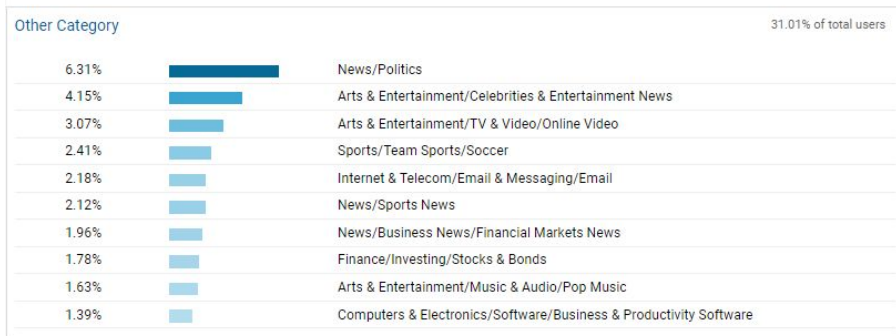 Other Category 31.01% of total users
6.31% News/Politics
4.15% Arts & Entertainment/Celebrities & Entertainment News
3.07% Arts & Entertainment/TV & Video/Online Video
2.41% Sports/Team Sports/Soccer
2.18% Internet & Telecom/Email & Messaging/Email
2.12% News/Sports News
1.96% News/Business News/Financial Markets News
1.78% Finance/Investing/Stocks & Bonds
1.63% Arts & Entertainment/Music & Audio/Pop Music
1.39% Computers & Electronics/Software/Business & Productivity Software